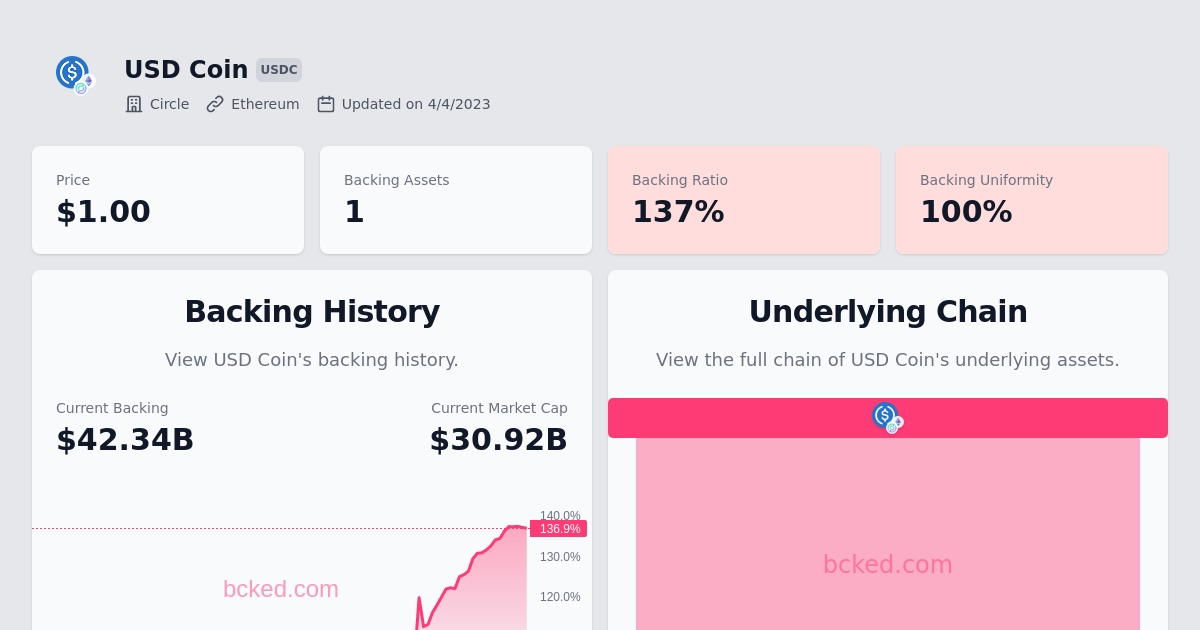 USD Coin USDC
Circle Ethereum Updated on 4/4/2023
Price
$1.00
Backing Assets
1
Backing Ratio
137%
Backing Uniformity
100%
Backing History
View USD Coin's backing history.
Current Backing
$42.34B
Current Market Cap
$30.92B
140.0%
136.9%
130.0%
120.0%
bcked.com
Underlying Chain
View the full chain of USD Coin's underlying assets.
bcked.com